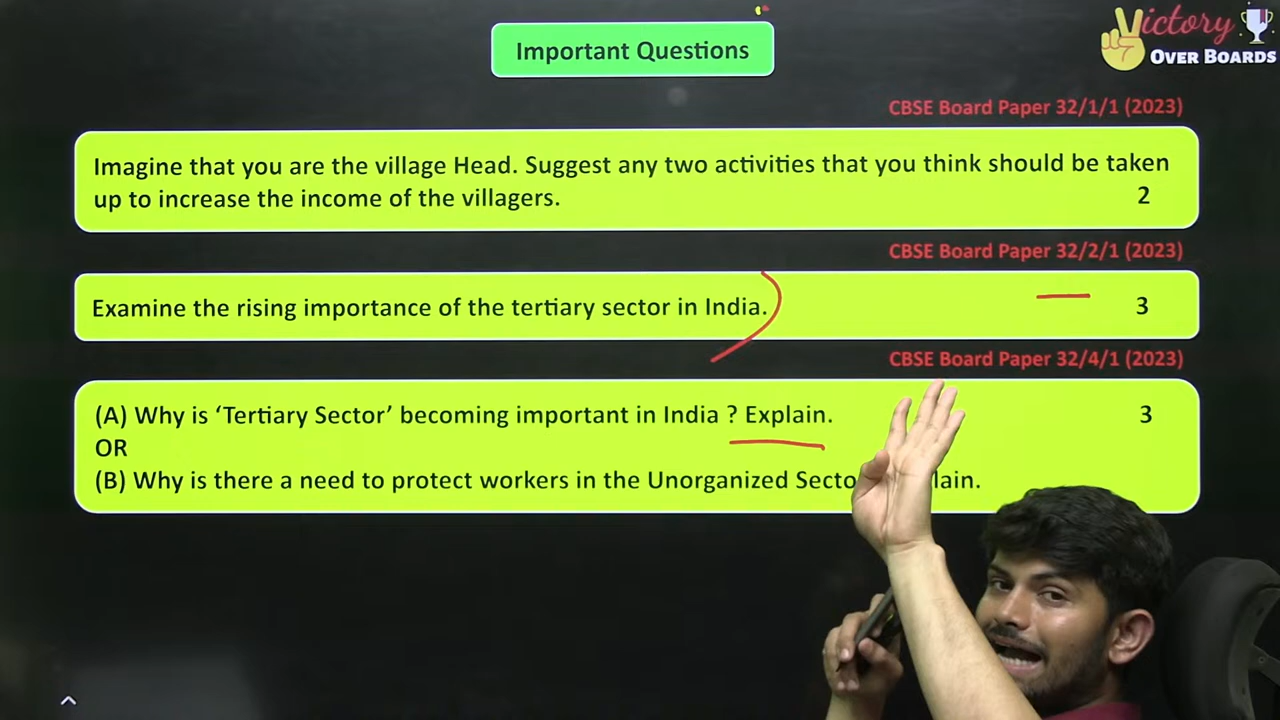 Important Questions
Victory
OVER BOARDS
CBSE Board Paper 32/1/1 (2023)
Imagine that you are the village Head. Suggest any two activities that you think should be taken
up to increase the income of the villagers. 2
CBSE Board Paper 32/2/1 (2023)
Examine the rising importance of the tertiary sector in India. 3
CBSE Board Paper 32/4/1 (2023)
(A) Why is ‘Tertiary Sector’ becoming important in India ? Explain. 3
OR
(B) Why is there a need to protect workers in the Unorganized